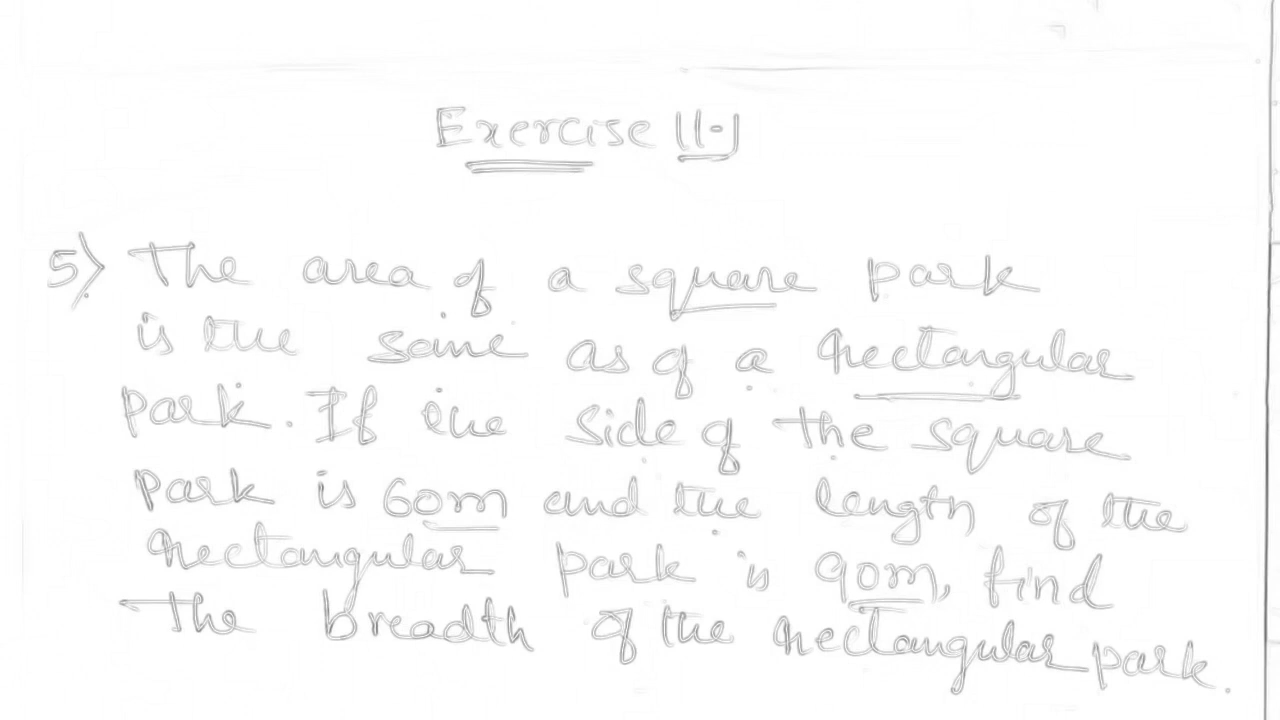 Exercise 11.1
5) The area of a square park
is the same as of a rectangular
park. If the side of the square
park is 60m and the length of the
rectangular park is 90m, find
the breadth of the rectangular park.